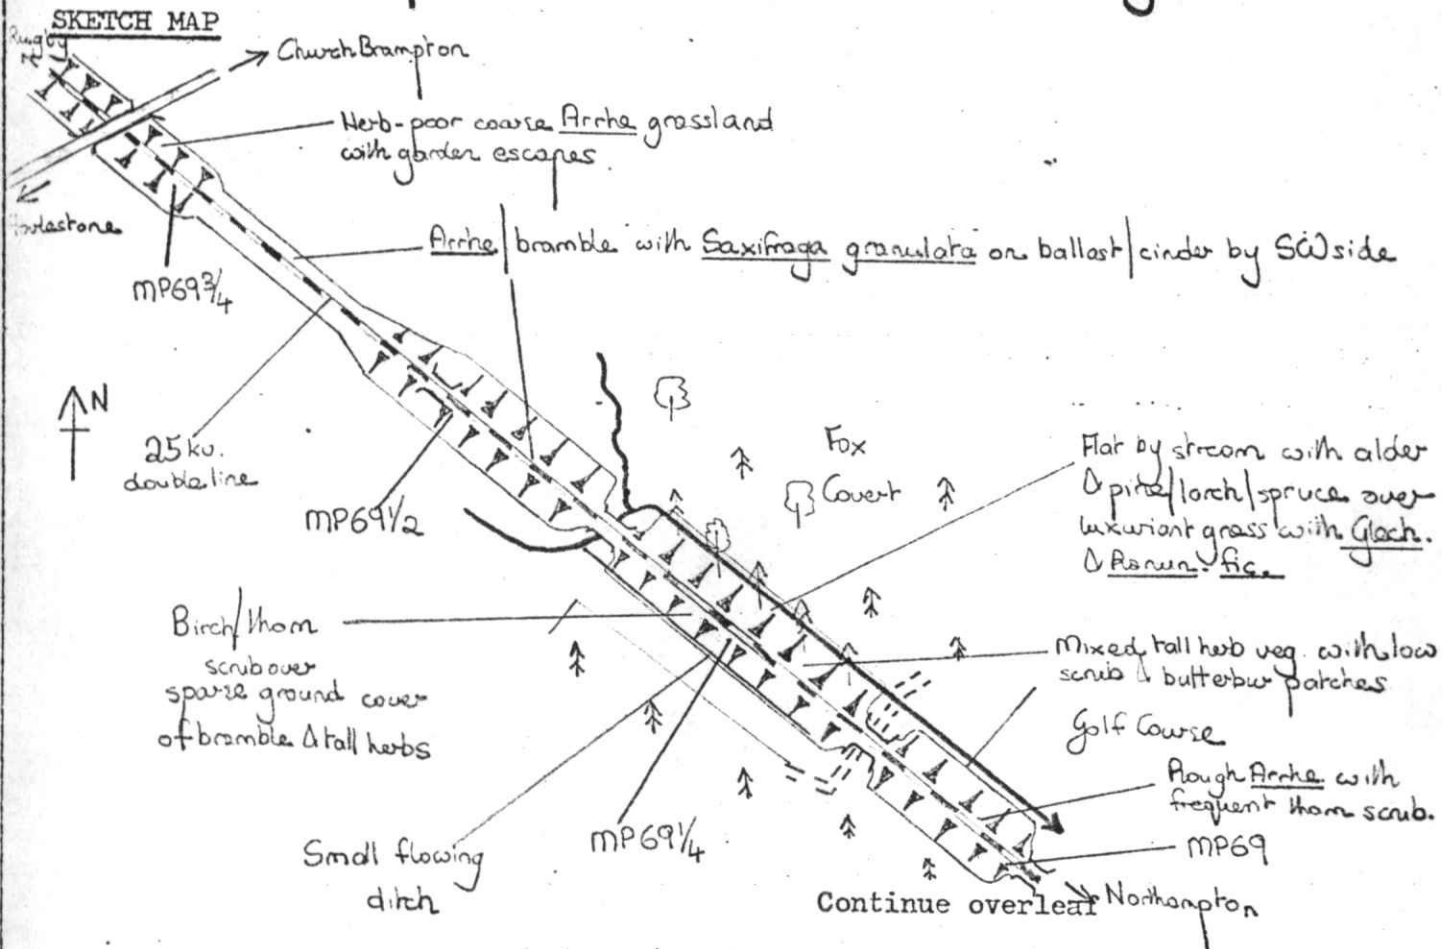 SKETCH MAP
Church Brampton
Herb-poor coarse Arrhe grassland
with garden escapes
Arrhe/bramble with Saxifraga granulata on ballast/cinder by SW side
MP69¾
N
25 kv.
double line
MP69½
Fox
Covert
Flat by stream with alder
& pine/larch/spruce over
luxuriant grass with Glech.
& Ranun. fic.
Birch/thorn
scrub over
sparse ground cover
of bramble & tall herbs
Mixed tall herb veg. with low
scrub & butterbur patches
Golf Course
Rough Arrhe with
frequent thorn scrub.
MP69
MP69¼
Small flowing
ditch
Continue overleaf
Northampton